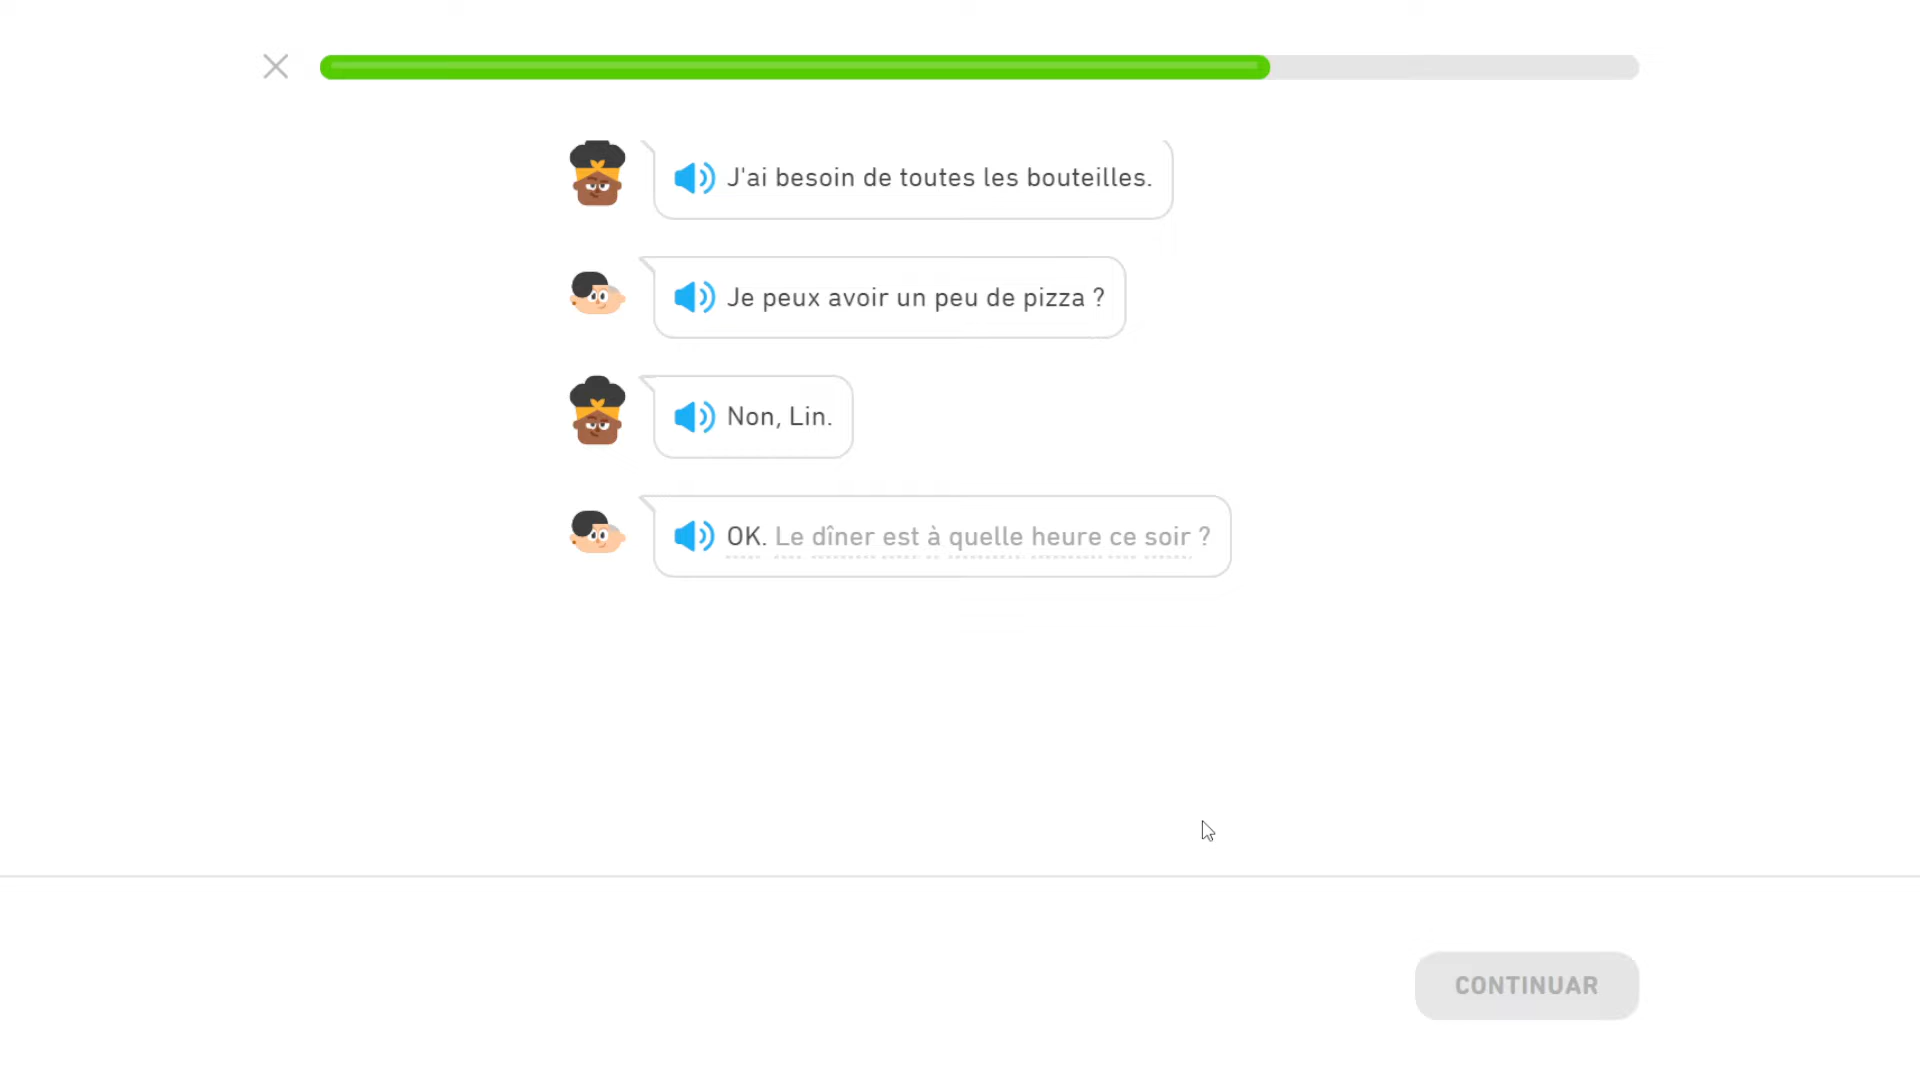 J'ai besoin de toutes les bouteilles.
Je peux avoir un peu de pizza ?
Non, Lin.
OK. Le dîner est à quelle heure ce soir ?
CONTINUAR